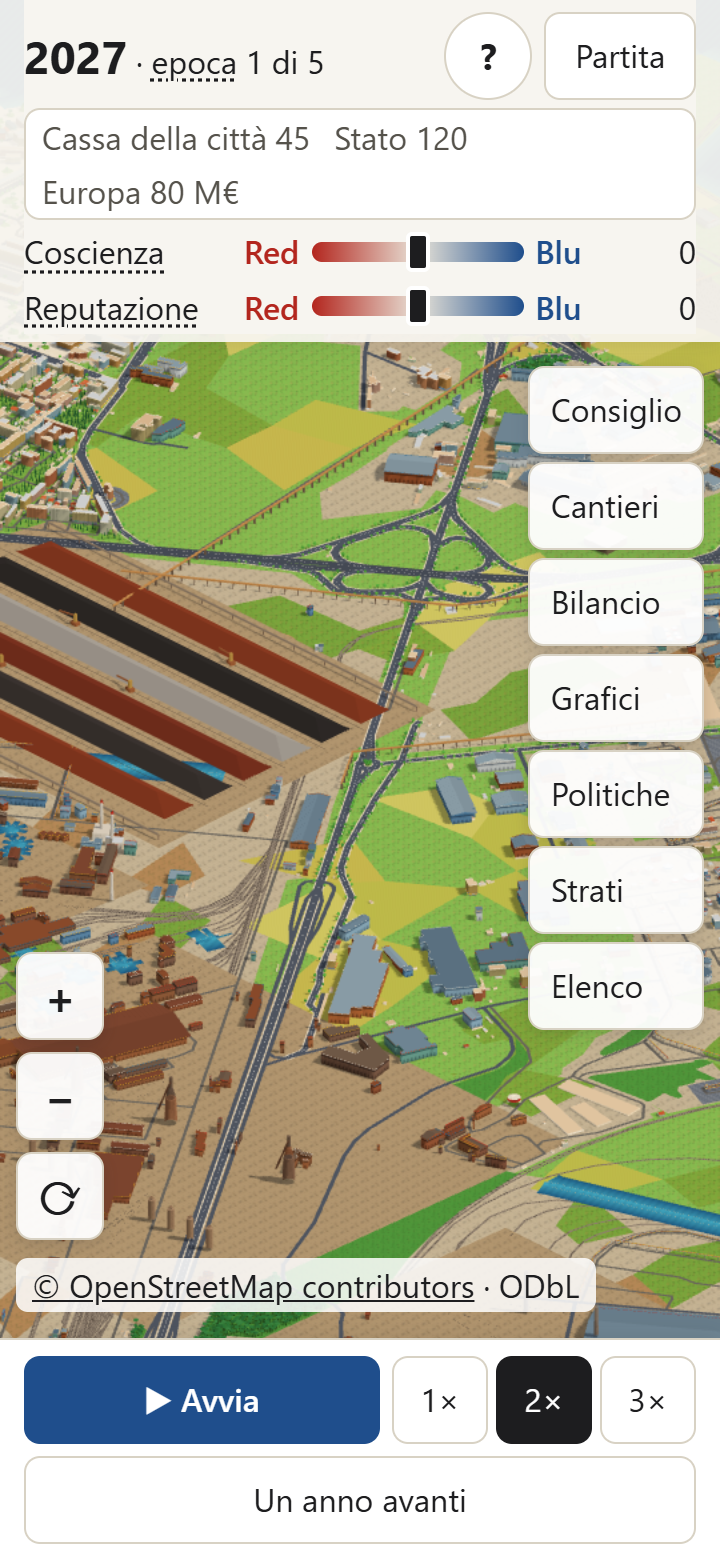 2027 · epoca 1 di 5
?
Partita
Cassa della città 45 Stato 120
Europa 80 M€
Coscienza Red Blu 0
Reputazione Red Blu 0
Consiglio
Cantieri
Bilancio
Grafici
Politiche
Strati
Elenco
+
−
© OpenStreetMap contributors · ODbL
▶ Avvia
1×
2×
3×
Un anno avanti